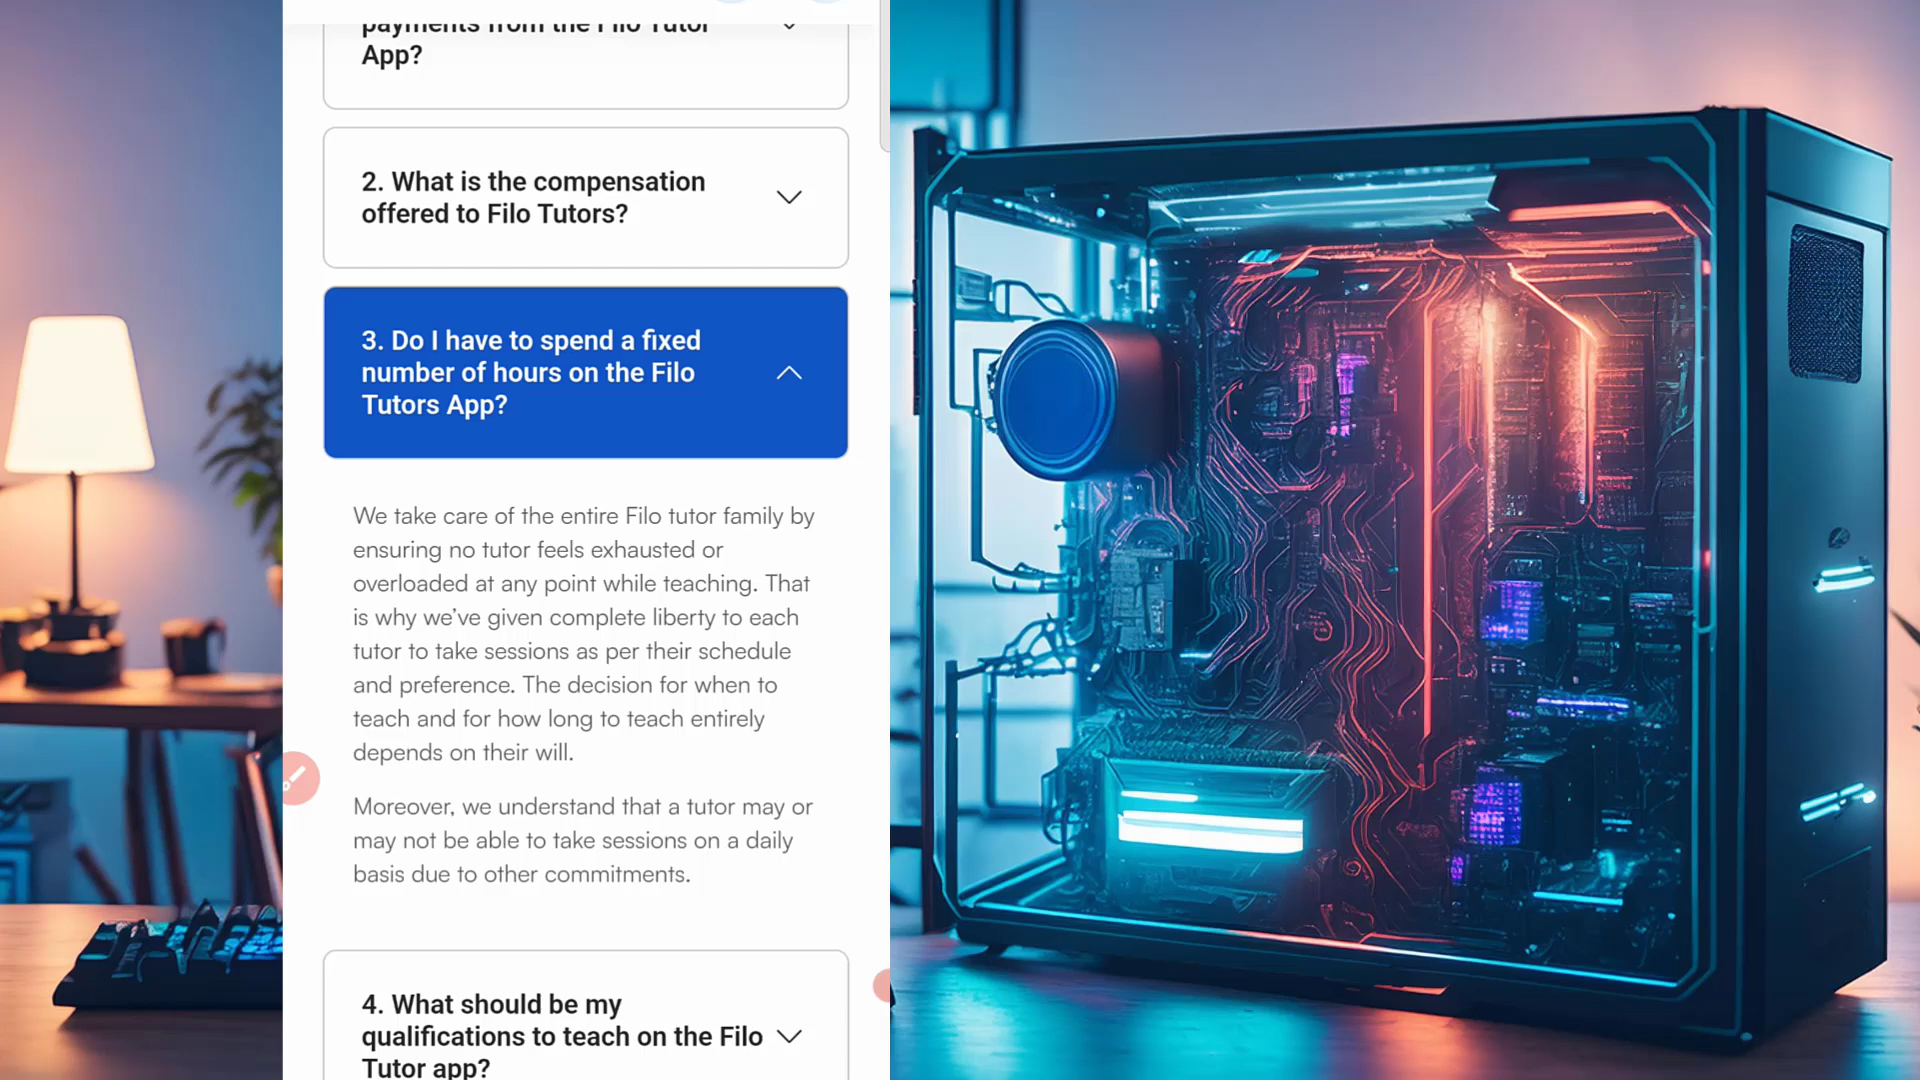 payments from the Filo Tutor
App?
2. What is the compensation
offered to Filo Tutors?
3. Do I have to spend a fixed
number of hours on the Filo
Tutors App?
We take care of the entire Filo tutor family by
ensuring no tutor feels exhausted or
overloaded at any point while teaching. That
is why we’ve given complete liberty to each
tutor to take sessions as per their schedule
and preference. The decision for when to
teach and for how long to teach entirely
depends on their will.
Moreover, we understand that a tutor may or
may not be able to take sessions on a daily
basis due to other commitments.
4. What should be my
qualifications to teach on the Filo
Tutor app?